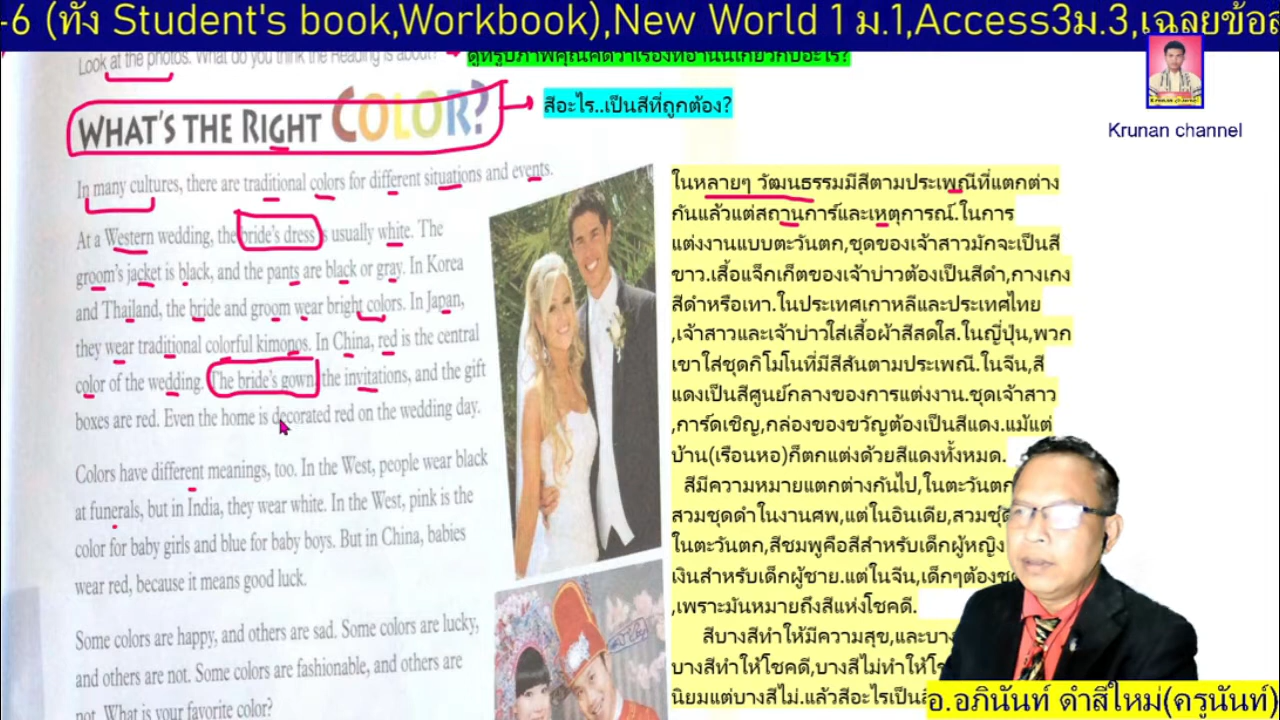 -6 (ทั้ง Student's book,Workbook),New World 1 ม.1,Access3ม.3,เฉลยข้อส
Look at the photos. What do you think the Reading is about?
ดูที่รูปภาพคุณคิดว่าเรื่องที่อ่านนั้นเกี่ยวกับอะไร?
WHAT'S THE RIGHT COLOR?
สีอะไร..เป็นสีที่ถูกต้อง?
Krunan channel
In many cultures, there are traditional colors for different situations and events.
At a Western wedding, the bride's dress is usually white. The
groom's jacket is black, and the pants are black or gray. In Korea
and Thailand, the bride and groom wear bright colors. In Japan,
they wear traditional colorful kimonos. In China, red is the central
color of the wedding. The bride's gown, the invitations, and the gift
boxes are red. Even the home is decorated red on the wedding day.
Colors have different meanings, too. In the West, people wear black
at funerals, but in India, they wear white. In the West, pink is the
color for baby girls and blue for baby boys. But in China, babies
wear red, because it means good luck.
Some colors are happy, and others are sad. Some colors are lucky,
and others are not. Some colors are fashionable, and others are
not. What is your favorite color?
ในหลายๆ วัฒนธรรมมีสีตามประเพณีที่แตกต่าง
กันแล้วแต่สถานการ์และเหตุการณ์.ในการ
แต่งงานแบบตะวันตก,ชุดของเจ้าสาวมักจะเป็นสี
ขาว.เสื้อแจ็กเก็ตของเจ้าบ่าวต้องเป็นสีดำ,กางเกง
สีดำหรือเทา.ในประเทศเกาหลีและประเทศไทย
,เจ้าสาวและเจ้าบ่าวใส่เสื้อผ้าสีสดใส.ในญี่ปุ่น,พวก
เขาใส่ชุดกิโมโนที่มีสีสันตามประเพณี.ในจีน,สี
แดงเป็นสีศูนย์กลางของการแต่งงาน.ชุดเจ้าสาว
,การ์ดเชิญ,กล่องของขวัญต้องเป็นสีแดง.แม้แต่
บ้าน(เรือนหอ)ก็ตกแต่งด้วยสีแดงทั้งหมด.
สีมีความหมายแตกต่างกันไป,ในตะวันตก
สวมชุดดำในงานศพ,แต่ในอินเดีย,สวมชุด
ในตะวันตก,สีชมพูคือสีสำหรับเด็กผู้หญิง
เงินสำหรับเด็กผู้ชาย.แต่ในจีน,เด็กๆต้อง
,เพราะมันหมายถึงสีแห่งโชคดี.
สีบางสีทำให้มีความสุข,และบาง
บางสีทำให้โชคดี,บางสีไม่ทำให้
นิยมแต่บางสีไม่.แล้วสีอะไรเป็น
อ.อภินันท์ ดำสีใหม่(ครูนันท์)